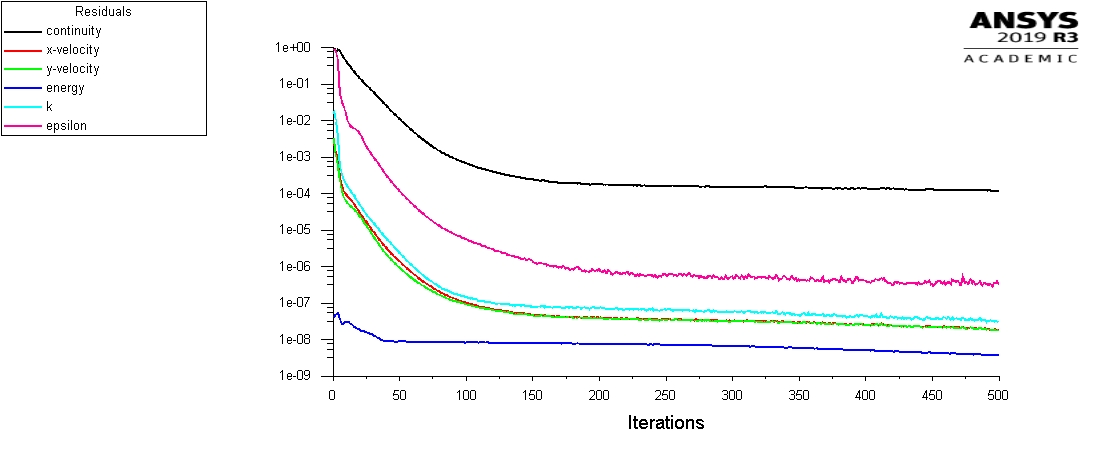 Residuals
continuity
x-velocity
y-velocity
energy
k
epsilon
ANSYS
2019 R3
ACADEMIC
1e+00
1e-01
1e-02
1e-03
1e-04
1e-05
1e-06
1e-07
1e-08
1e-09
0 50 100 150 200 250 300 350 400 450 500
Iterations